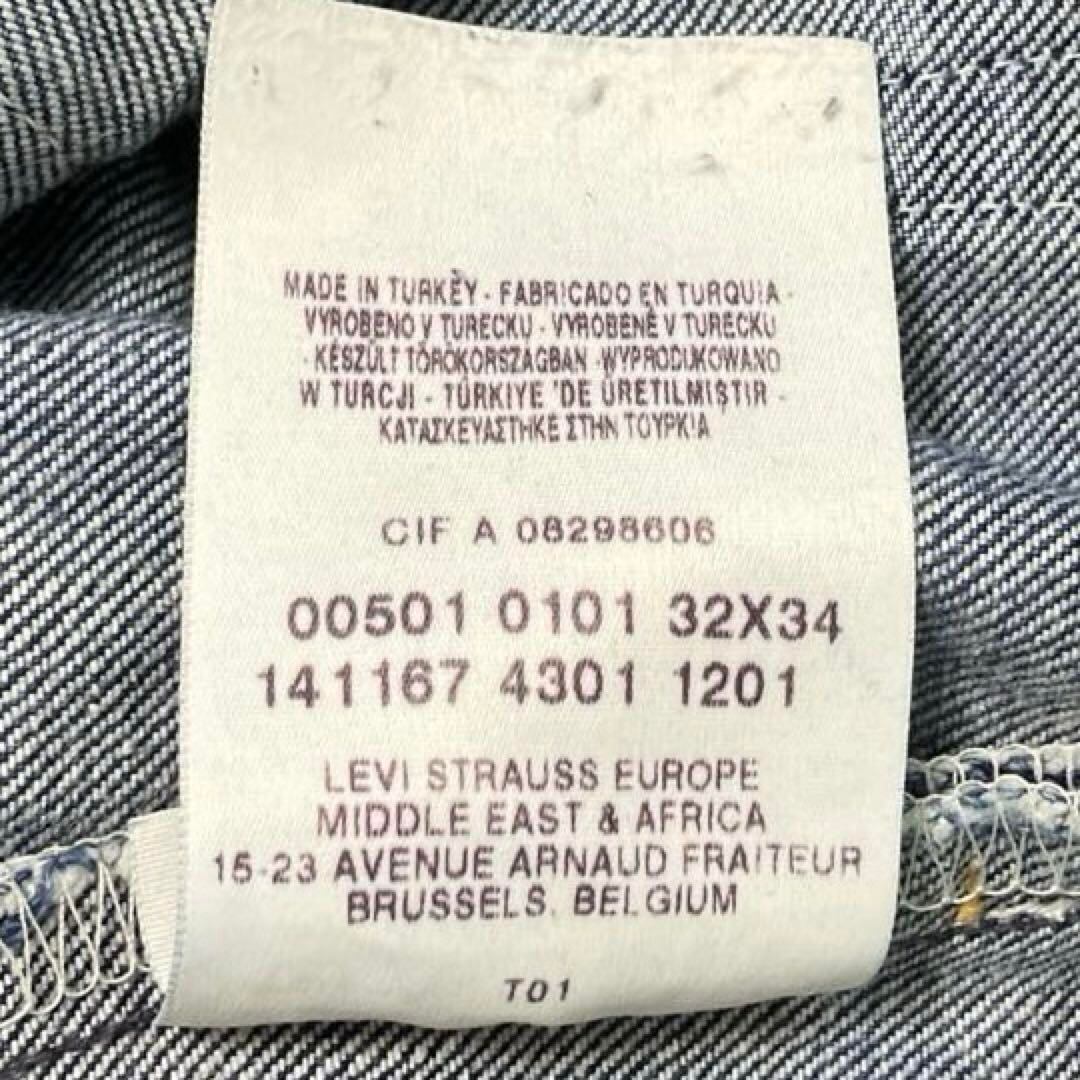 MADE IN TURKEY - FABRICADO EN TURQUIA -
VYROBENO V TURECKU - VYROBENÉ V TURECKU
- KÉSZÜLT TÖRÖKORSZAGBAN - WYPRODUKOWANO
W TURCJI - TÜRKIYE 'DE ÜRETILMIŞTIR -
ΚΑΤΑΣΚΕΥΑΣΤΗΚΕ ΣΤΗΝ ΤΟΥΡΚΙΑ
CIF A 08298606
00501 0101 32X34
141167 4301 1201
LEVI STRAUSS EUROPE
MIDDLE EAST & AFRICA
15-23 AVENUE ARNAUD FRAITEUR
BRUSSELS. BELGIUM
T01